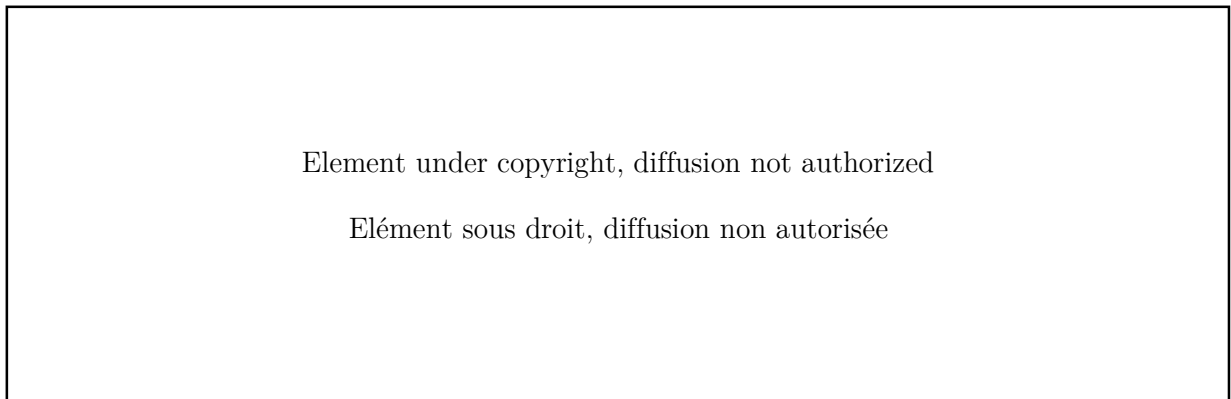 Element under copyright, diffusion not authorized
Elément sous droit, diffusion non autorisée